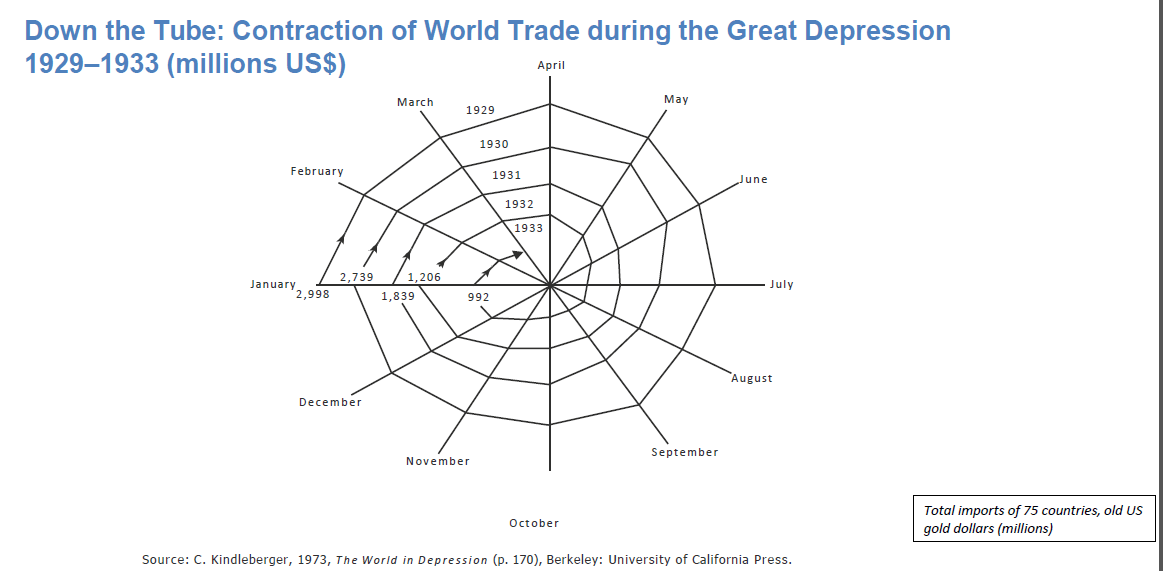 Down the Tube: Contraction of World Trade during the Great Depression
1929–1933 (millions US$)
April
March
May
1929
1930
February
1931
June
1932
1933
2,739
1,206
January
July
2,998
1,839
992
August
December
September
November
Total imports of 75 countries, old US
gold dollars (millions)
October
Source: C. Kindleberger, 1973, The World in Depression (p. 170), Berkeley: University of California Press.